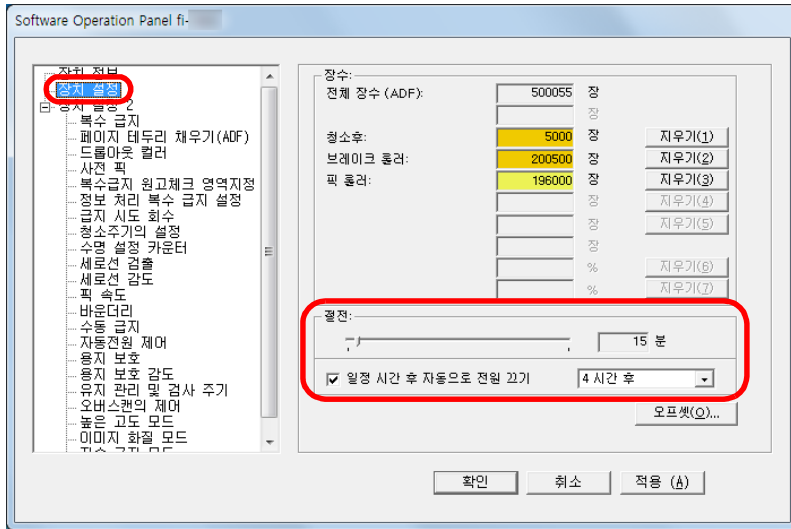 Software Operation Panel fi-
장치 정보
장치 설정
장치 설정 2
복수 급지
페이지 테두리 채우기(ADF)
드롭아웃 컬러
사전 픽
복수급지 원고체크 영역지정
정보 처리 복수 급지 설정
급지 시도 회수
청소주기의 설정
수명 설정 카운터
세로선 검출
세로선 감도
픽 속도
바운더리
수동 급지
자동전원 제어
용지 보호
용지 보호 감도
유지 관리 및 검사 주기
오버스캔의 제어
높은 고도 모드
이미지 화질 모드
장수:
전체 장수 (ADF): 500055 장
장
청소후: 5000 장 지우기(1)
브레이크 롤러: 200500 장 지우기(2)
픽 롤러: 196000 장 지우기(3)
장 지우기(4)
장 지우기(5)
장
% 지우기(6)
% 지우기(7)
절전:
15 분
일정 시간 후 자동으로 전원 끄기 4 시간 후
오프셋(O)...
확인 취소 적용 (A)